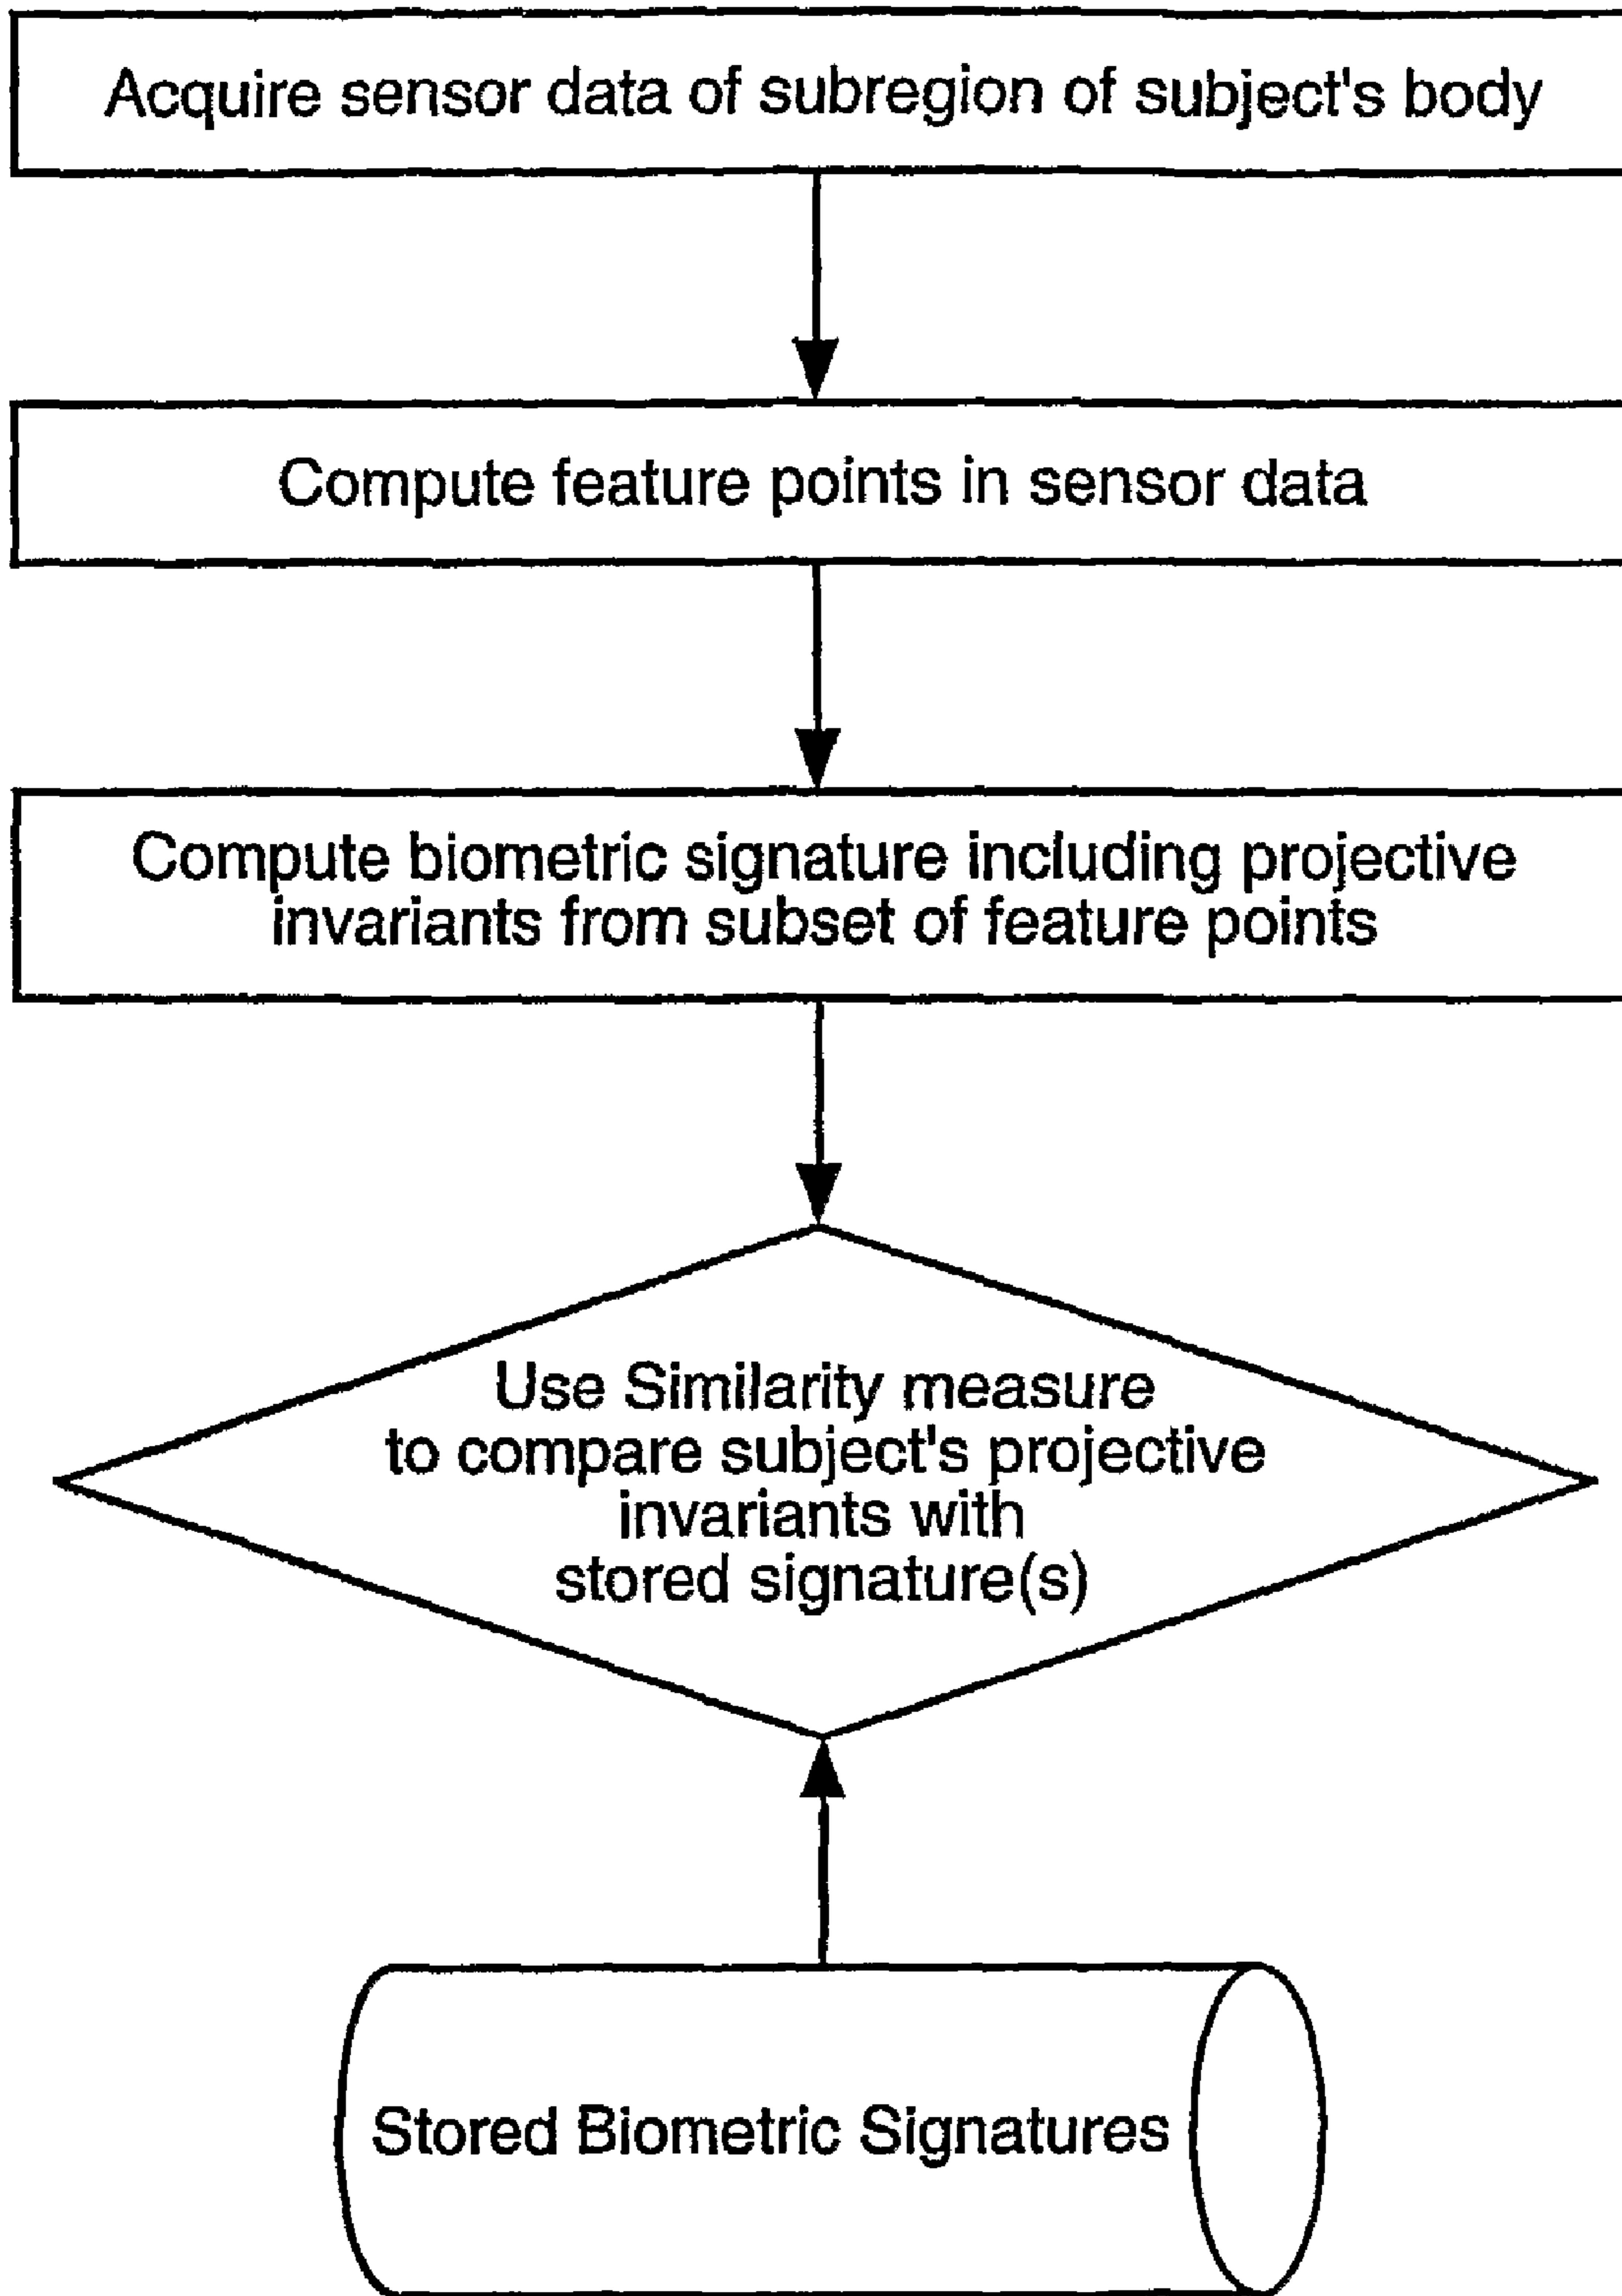 Acquire sensor data of subregion of subject's body
Compute feature points in sensor data
Compute biometric signature including projective
invariants from subset of feature points
Use Similarity measure
to compare subject's projective
invariants with
stored signature(s)
Stored Biometric Signatures